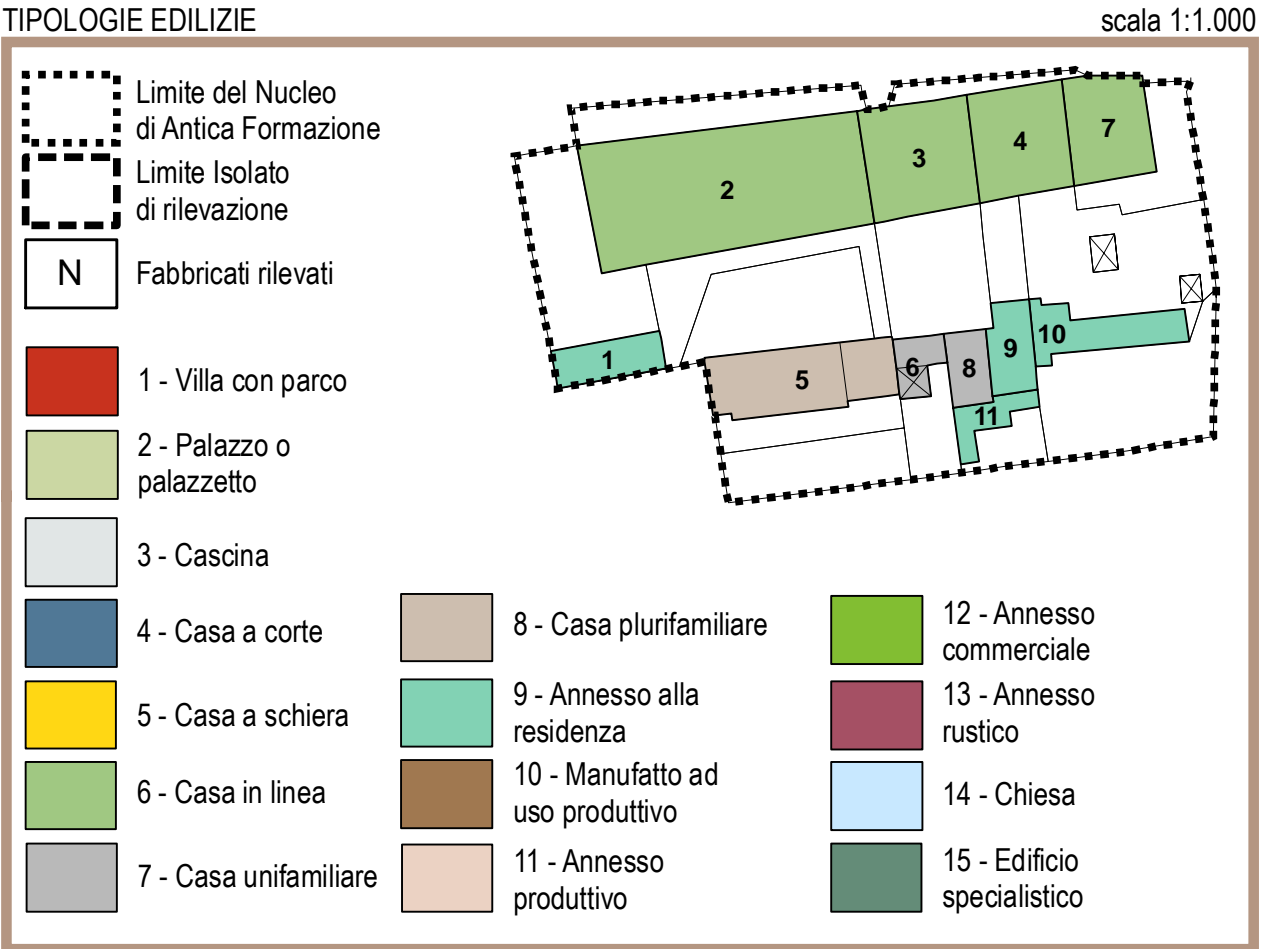 TIPOLOGIE EDILIZIE
scala 1:1.000
Limite del Nucleo
di Antica Formazione
Limite Isolato
di rilevazione
N
Fabbricati rilevati
1 - Villa con parco
2 - Palazzo o
palazzetto
3 - Cascina
4 - Casa a corte
5 - Casa a schiera
6 - Casa in linea
7 - Casa unifamiliare
8 - Casa plurifamiliare
9 - Annesso alla
residenza
10 - Manufatto ad
uso produttivo
11 - Annesso
produttivo
12 - Annesso
commerciale
13 - Annesso
rustico
14 - Chiesa
15 - Edificio
specialistico
2
3
4
7
1
5
6
8
9
10
11